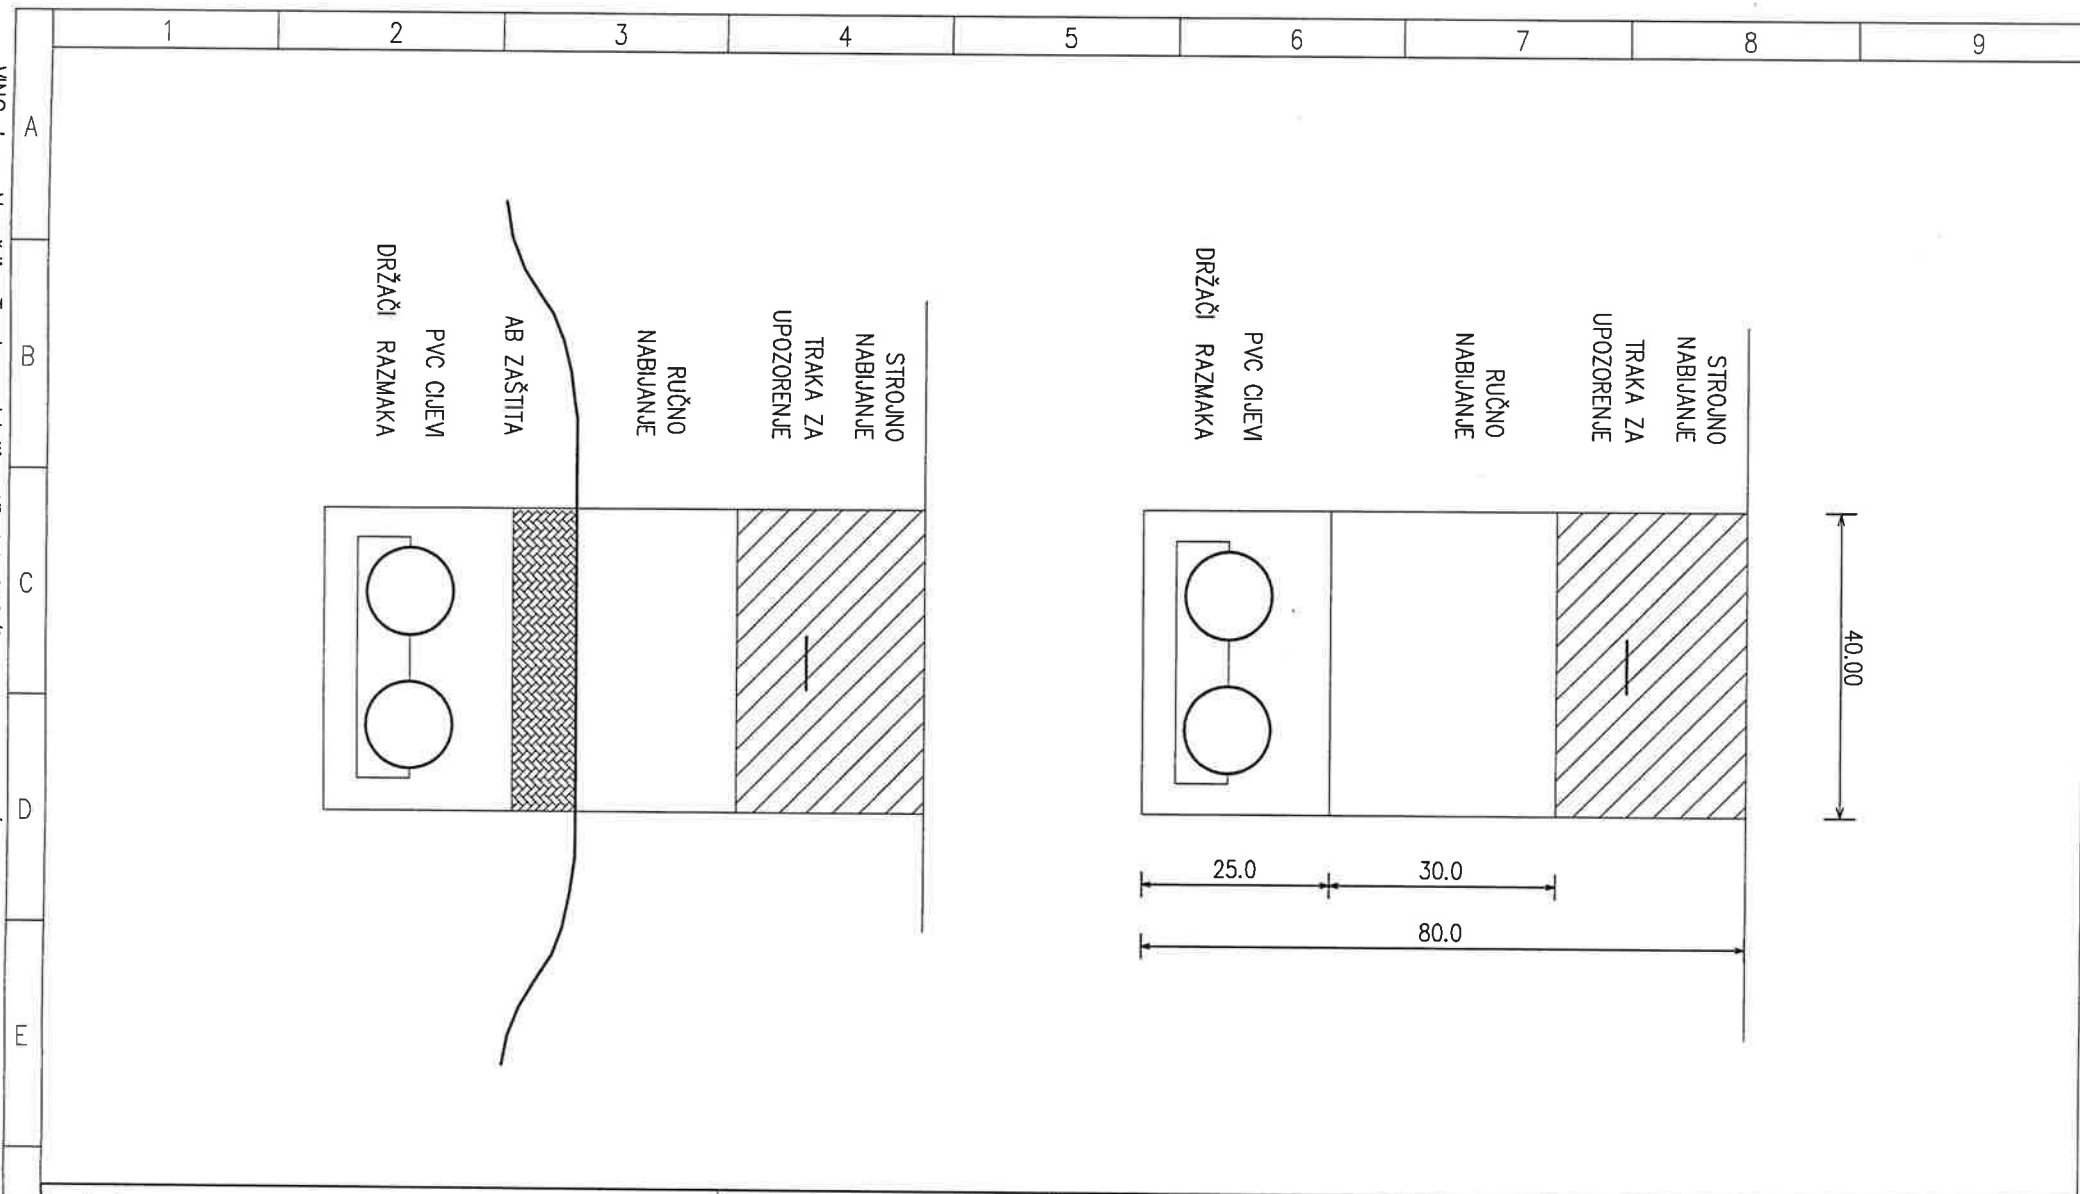 1 2 3 4 5 6 7 8 9
A
B
C
D
E
STROJNO
NABIJANJE
TRAKA ZA
UPOZORENJE
RUČNO
NABIJANJE
PVC CIJEVI
DRŽAČI RAZMAKA
40.00
25.0
30.0
80.0
STROJNO
NABIJANJE
TRAKA ZA
UPOZORENJE
RUČNO
NABIJANJE
AB ZAŠTITA
PVC CIJEVI
DRŽAČI RAZMAKA